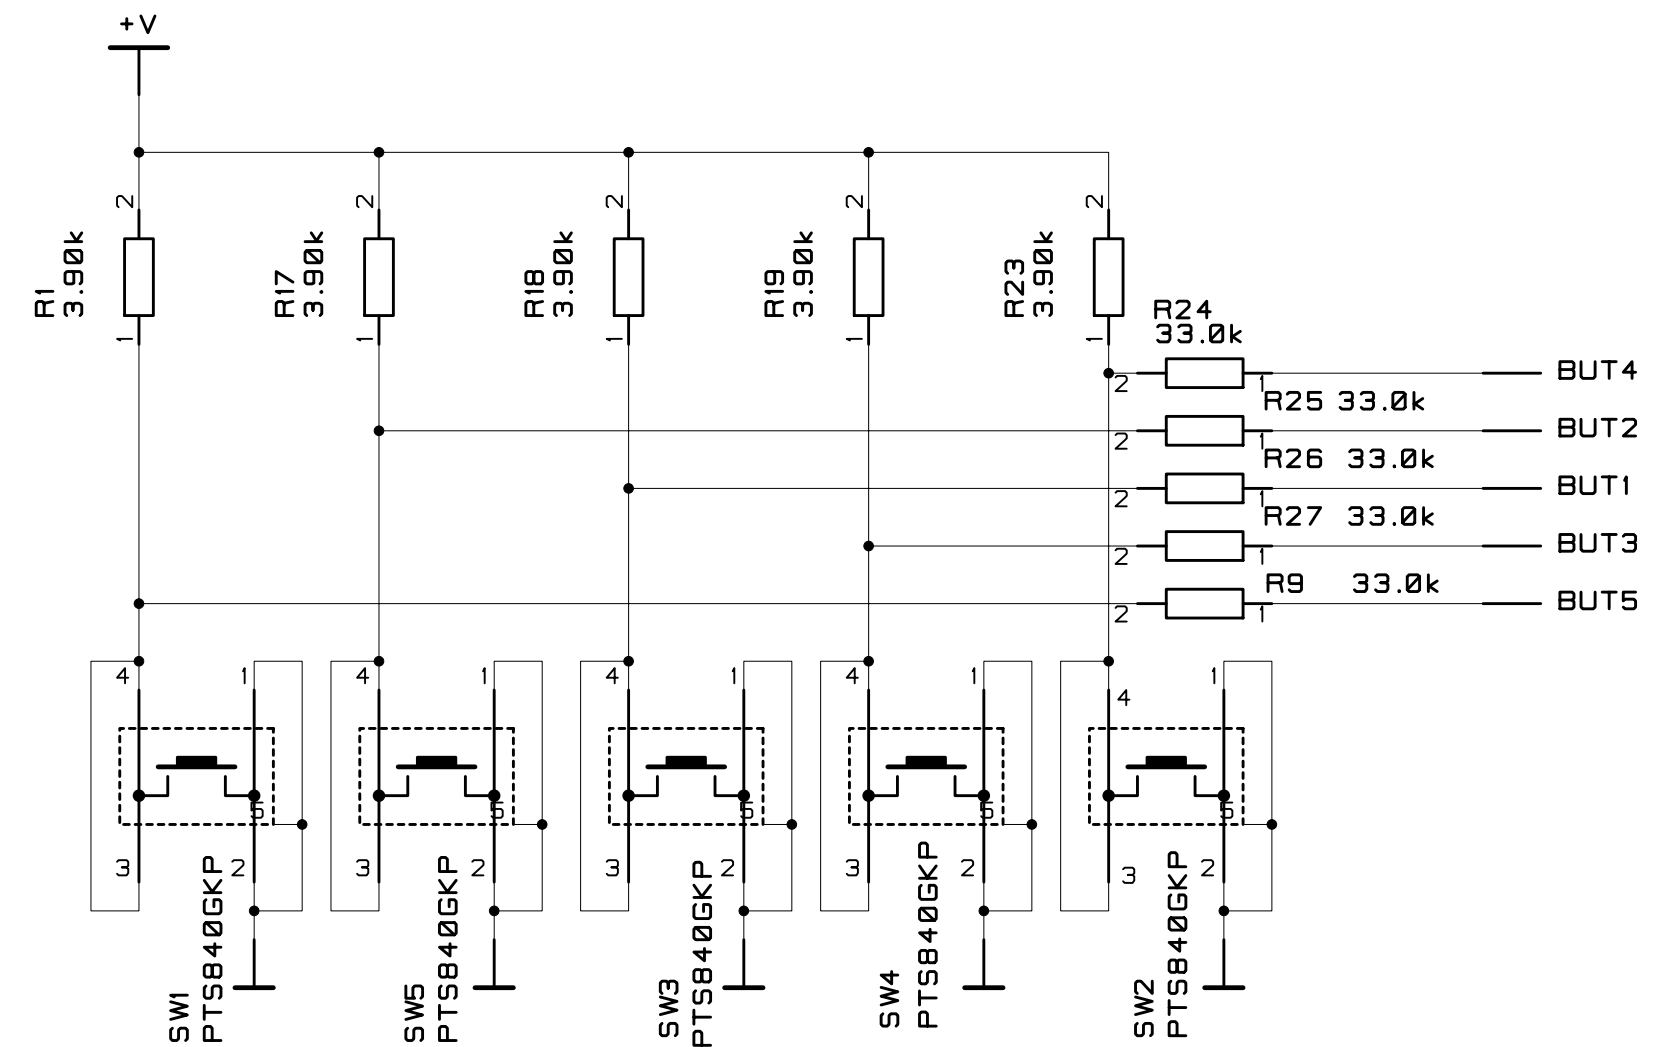 +V
2
2
2
2
2
R1
3.90k
R17
3.90k
R18
3.90k
R19
3.90k
R23
3.90k
1
1
1
1
1
R24
33.0k
2
1
BUT4
R25 33.0k
2
1
BUT2
R26 33.0k
2
1
BUT1
R27 33.0k
2
1
BUT3
R9 33.0k
2
1
BUT5
4
1
4
1
4
1
4
1
4
1
5
5
5
5
5
3
2
3
2
3
2
3
2
3
2
SW1
PTS840GKP
SW5
PTS840GKP
SW3
PTS840GKP
SW4
PTS840GKP
SW2
PTS840GKP